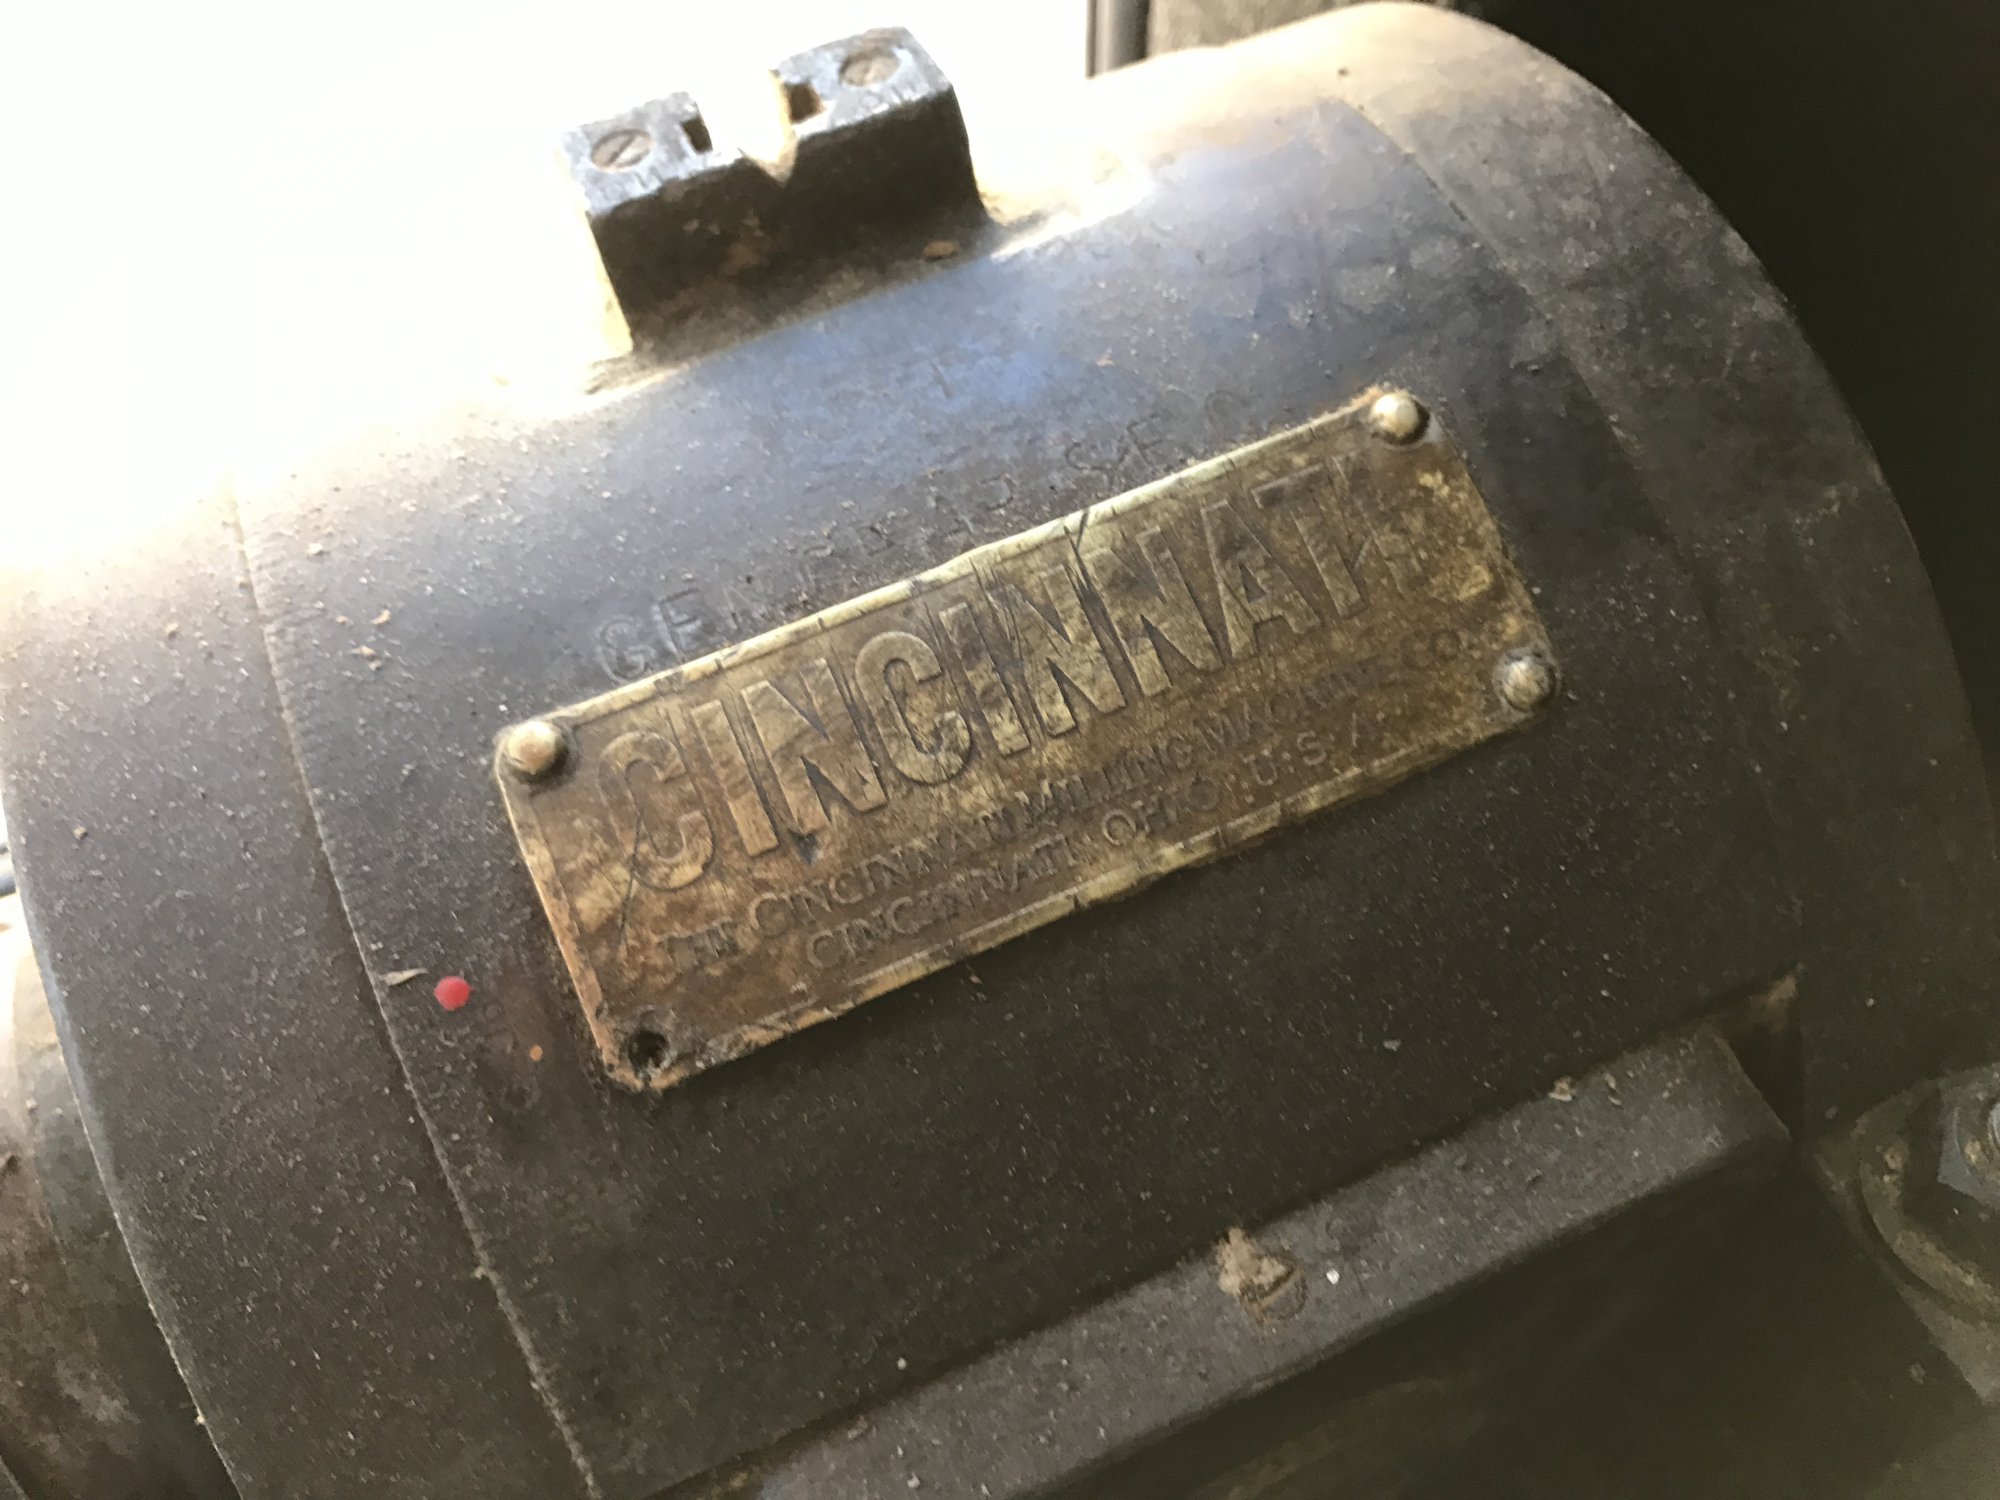 CINCINNATI
THE CINCINNATI MILLING MACHINE CO.
CINCINNATI · OHIO · U·S·A·